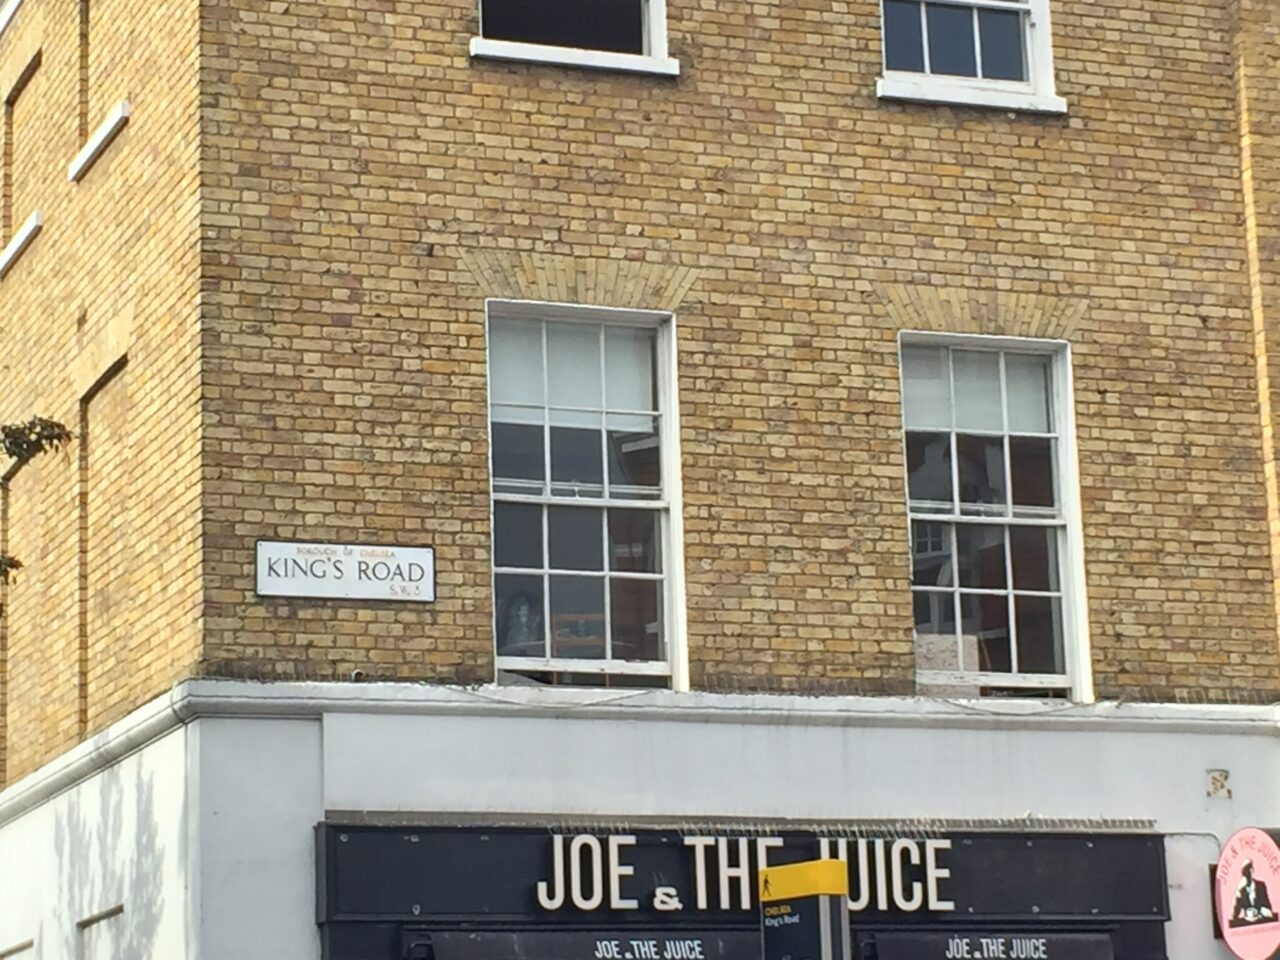 BOROUGH OF CHELSEA
KING'S ROAD
S.W.3
JOE & THE JUICE
CHELSEA
King's Road
JOE & THE JUICE
JOE & THE JUICE
JOE & THE JUICE